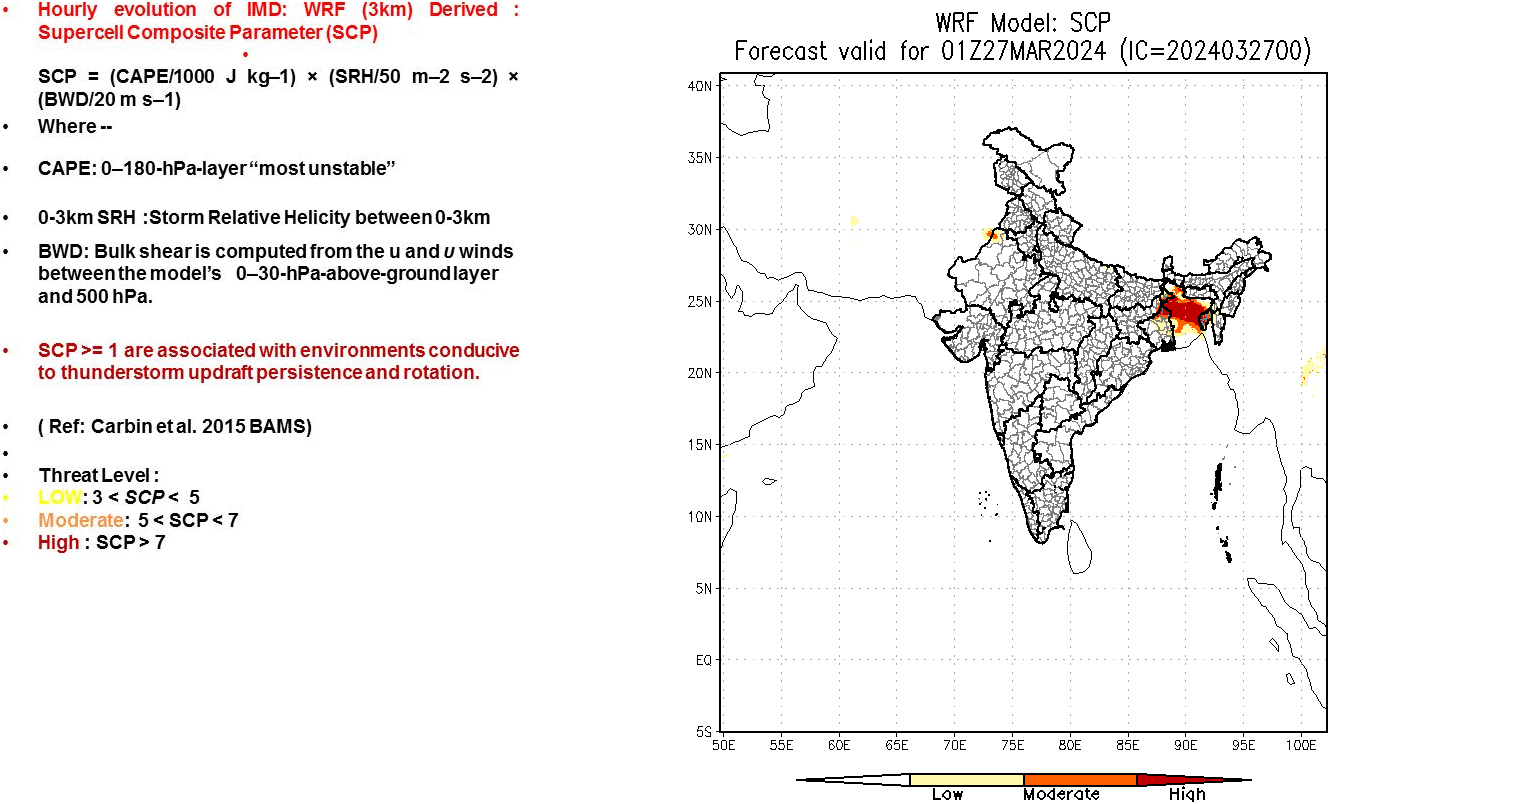 • Hourly evolution of IMD: WRF (3km) Derived :
Supercell Composite Parameter (SCP)
•
SCP = (CAPE/1000 J kg–1) × (SRH/50 m–2 s–2) ×
(BWD/20 m s–1)
• Where --
• CAPE: 0–180-hPa-layer “most unstable”
• 0-3km SRH :Storm Relative Helicity between 0-3km
• BWD: Bulk shear is computed from the u and υ winds
between the model’s 0–30-hPa-above-ground layer
and 500 hPa.
• SCP >= 1 are associated with environments conducive
to thunderstorm updraft persistence and rotation.
• ( Ref: Carbin et al. 2015 BAMS)
•
• Threat Level :
• LOW: 3 < SCP < 5
• Moderate: 5 < SCP < 7
• High : SCP > 7
WRF Model: SCP
Forecast valid for 01Z27MAR2024 (IC=2024032700)
40N
35N
30N
25N
20N
15N
10N
5N
EQ
5S
50E 55E 60E 65E 70E 75E 80E 85E 90E 95E 100E
Low Moderate High